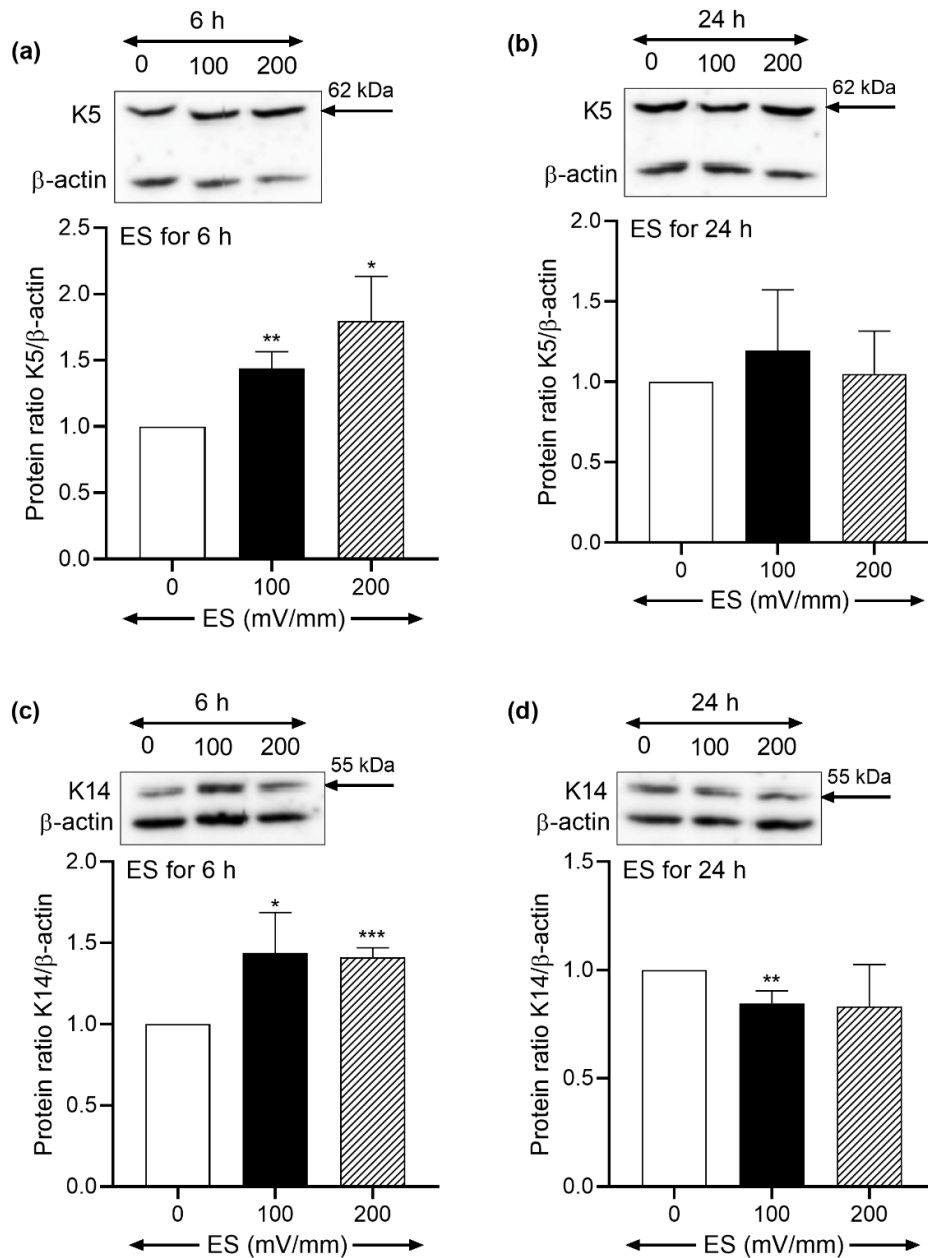 (a)
6 h
0 100 200
K5
62 kDa
β-actin
ES for 6 h
Protein ratio K5/β-actin
2.5
2.0
1.5
1.0
0.5
0.0
**
*
0 100 200
ES (mV/mm)
(b)
24 h
0 100 200
K5
62 kDa
β-actin
ES for 24 h
Protein ratio K5/β-actin
2.0
1.5
1.0
0.5
0.0
0 100 200
ES (mV/mm)
(c)
6 h
0 100 200
K14
55 kDa
β-actin
ES for 6 h
Protein ratio K14/β-actin
2.0
1.5
1.0
0.5
0.0
*
***
0 100 200
ES (mV/mm)
(d)
24 h
0 100 200
K14
55 kDa
β-actin
ES for 24 h
Protein ratio K14/β-actin
1.5
1.0
0.5
0.0
**
0 100 200
ES (mV/mm)